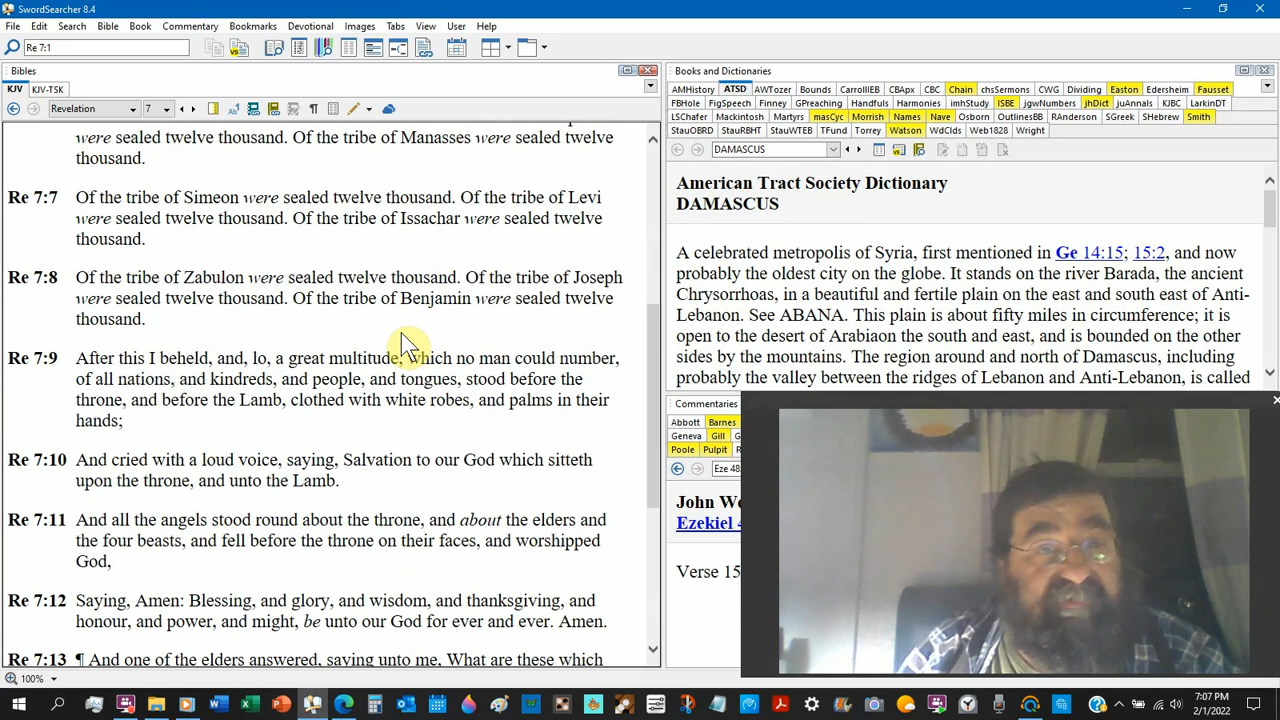 SwordSearcher 8.4
File Edit Search Bible Book Commentary Bookmarks Devotional Images Tabs View User Help
Re 7:1
Bibles
KJV KJV-TSK
Revelation 7
were sealed twelve thousand. Of the tribe of Manasses were sealed twelve
thousand.
Re 7:7 Of the tribe of Simeon were sealed twelve thousand. Of the tribe of Levi
were sealed twelve thousand. Of the tribe of Issachar were sealed twelve
thousand.
Re 7:8 Of the tribe of Zabulon were sealed twelve thousand. Of the tribe of Joseph
were sealed twelve thousand. Of the tribe of Benjamin were sealed twelve
thousand.
Re 7:9 After this I beheld, and, lo, a great multitude, which no man could number,
of all nations, and kindreds, and people, and tongues, stood before the
throne, and before the Lamb, clothed with white robes, and palms in their
hands;
Re 7:10 And cried with a loud voice, saying, Salvation to our God which sitteth
upon the throne, and unto the Lamb.
Re 7:11 And all the angels stood round about the throne, and about the elders and
the four beasts, and fell before the throne on their faces, and worshipped
God,
Re 7:12 Saying, Amen: Blessing, and glory, and wisdom, and thanksgiving, and
honour, and power, and might, be unto our God for ever and ever. Amen.
Re 7:13 ¶ And one of the elders answered, saying unto me, What are these which
100%
Books and Dictionaries
AMHistory ATSD AWTozer Bounds CarrollEIB CBApx CBC Chain chsSermons CWG Dividing Easton Edersheim Fausset
FBHole FigSpeech Finney GPreaching Handfuls Harmonies imhStudy ISBE jgwNumbers jhDict juAnnals KJBC LarkinDT
LSChafer Mackintosh Martyrs masCyc Morrish Names Nave Osborn OutlinesBB RAnderson SGreek SHebrew Smith
StauOBRD StauRBHT StauWTEB TFund Torrey Watson WdClds Web1828 Wright
DAMASCUS
American Tract Society Dictionary
DAMASCUS
A celebrated metropolis of Syria, first mentioned in Ge 14:15; 15:2, and now
probably the oldest city on the globe. It stands on the river Barada, the ancient
Chrysorrhoas, in a beautiful and fertile plain on the east and south east of Anti-
Lebanon. See ABANA. This plain is about fifty miles in circumference; it is
open to the desert of Arabiaon the south and east, and is bounded on the other
sides by the mountains. The region around and north of Damascus, including
probably the valley between the ridges of Lebanon and Anti-Lebanon, is called
Commentaries
Abbott Barnes
Geneva Gill G
Poole Pulpit R
Eze 48
John We
Ezekiel 4
Verse 15
7:07 PM
2/1/2022